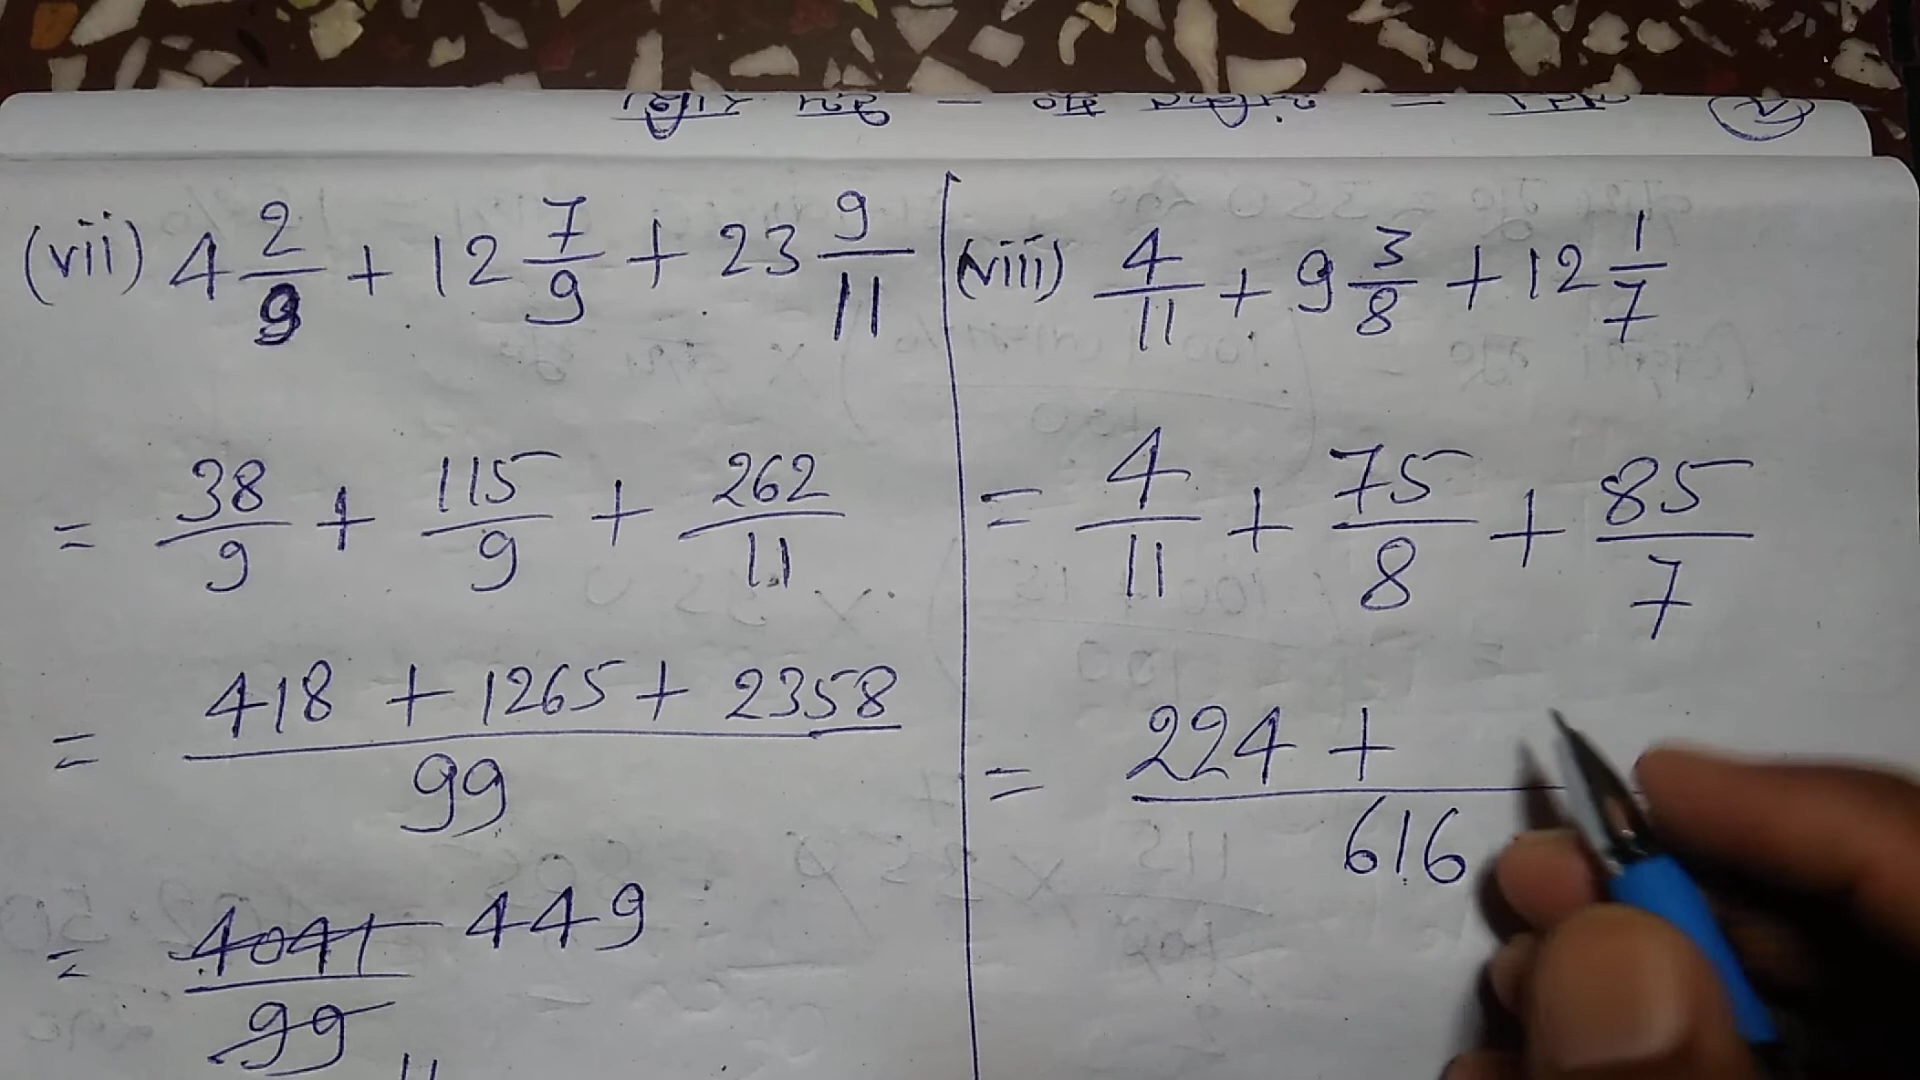 (vii) 4 2/9 + 12 7/9 + 23 9/11
= 38/9 + 115/9 + 262/11
= 418 + 1265 + 2358 / 99
= 4041/99 449
11
(viii) 4/11 + 9 3/8 + 12 1/7
= 4/11 + 75/8 + 85/7
= 224 + / 616